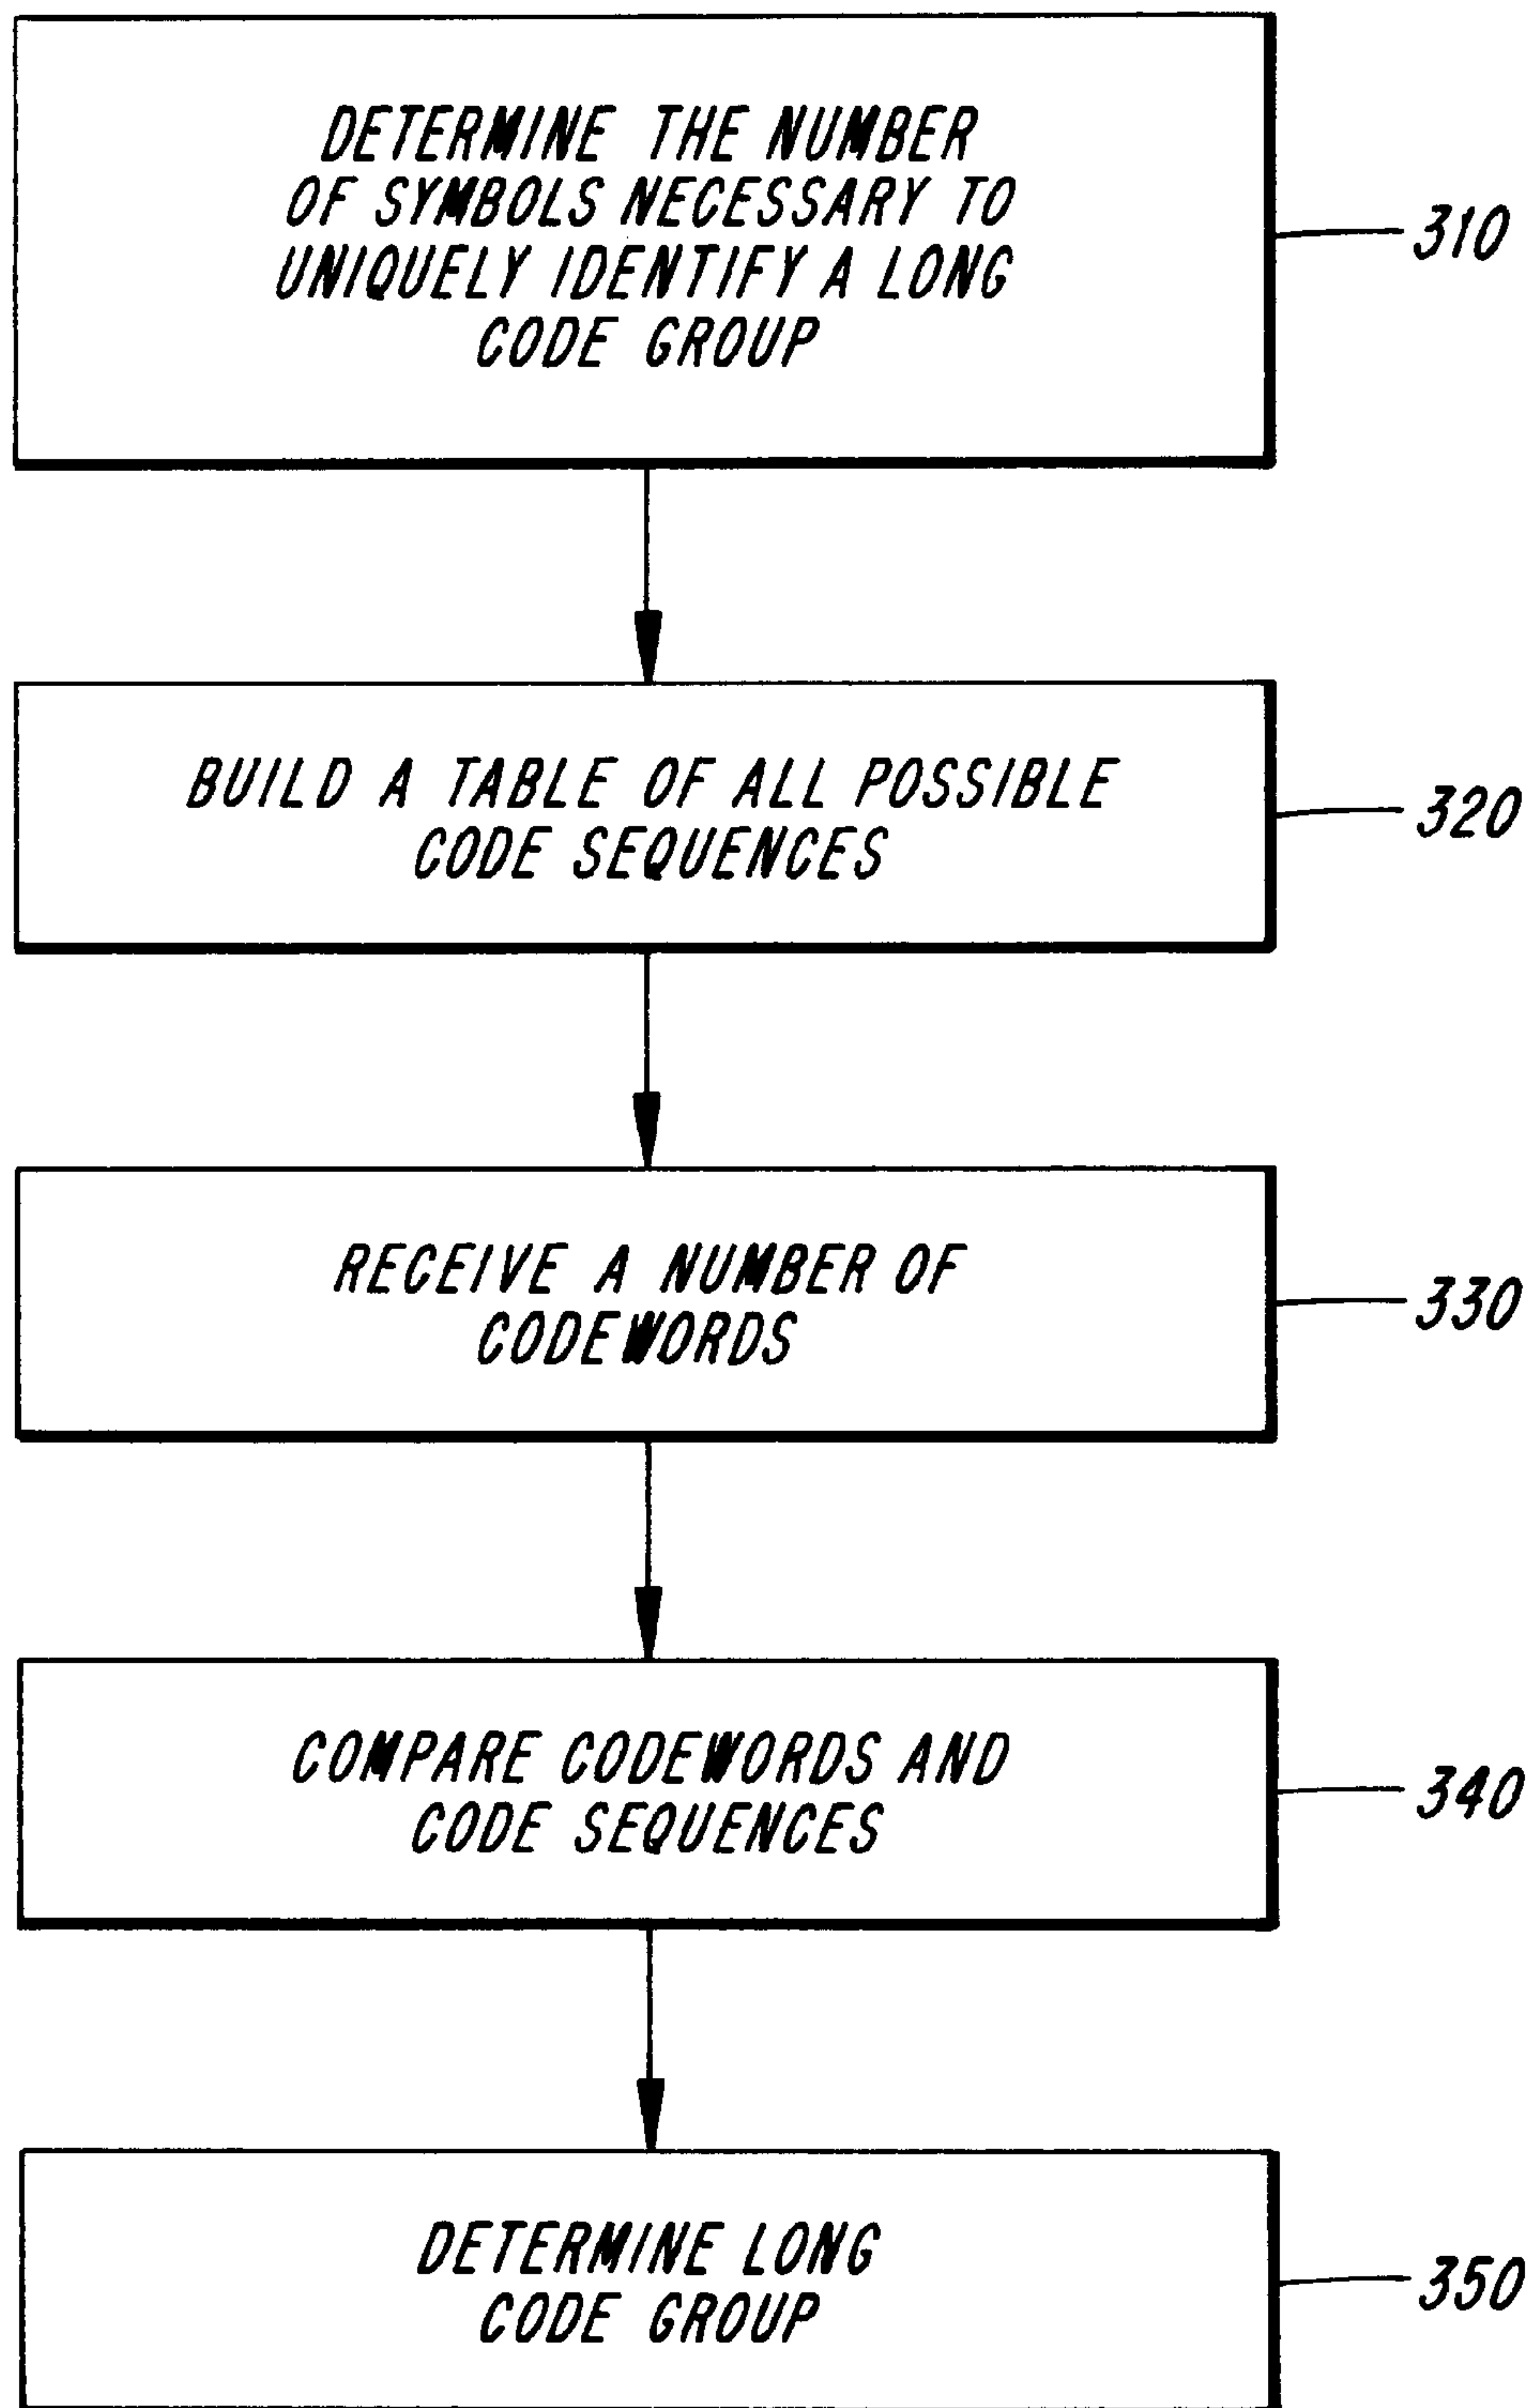 DETERMINE THE NUMBER
OF SYMBOLS NECESSARY TO
UNIQUELY IDENTIFY A LONG
CODE GROUP
310
BUILD A TABLE OF ALL POSSIBLE
CODE SEQUENCES
320
RECEIVE A NUMBER OF
CODEWORDS
330
COMPARE CODEWORDS AND
CODE SEQUENCES
340
DETERMINE LONG
CODE GROUP
350